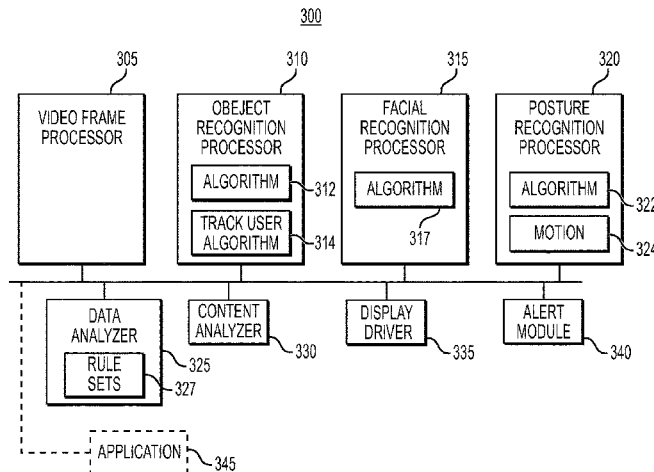 300
305
310
315
320
VIDEO FRAME
PROCESSOR
OBEJECT
RECOGNITION
PROCESSOR
ALGORITHM
312
TRACK USER
ALGORITHM
314
FACIAL
RECOGNITION
PROCESSOR
ALGORITHM
317
POSTURE
RECOGNITION
PROCESSOR
ALGORITHM
322
MOTION
324
DATA
ANALYZER
325
RULE
SETS
327
CONTENT
ANALYZER
330
DISPLAY
DRIVER
335
ALERT
MODULE
340
APPLICATION
345